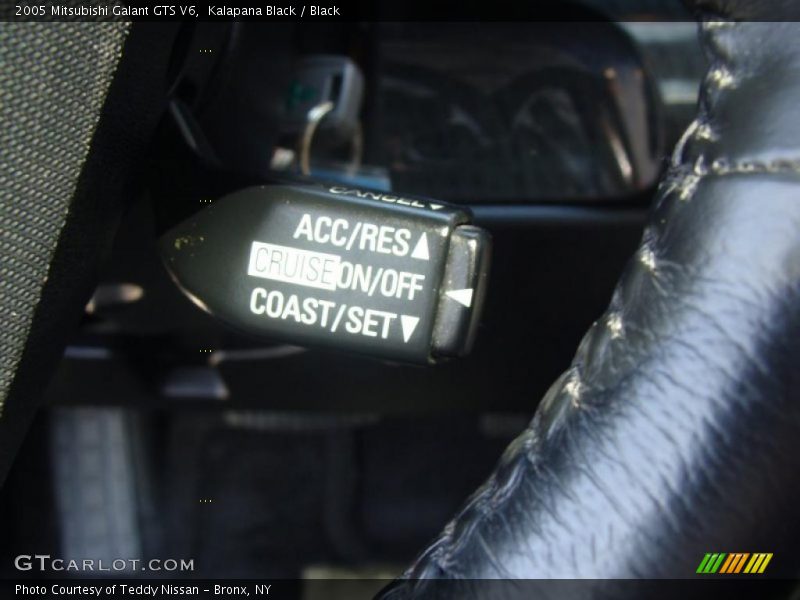 2005 Mitsubishi Galant GTS V6,  Kalapana Black / Black
CANCEL▼
ACC/RES▲
CRUISE ON/OFF ◀
COAST/SET▼
GTCARLOT.COM
Photo Courtesy of Teddy Nissan - Bronx, NY